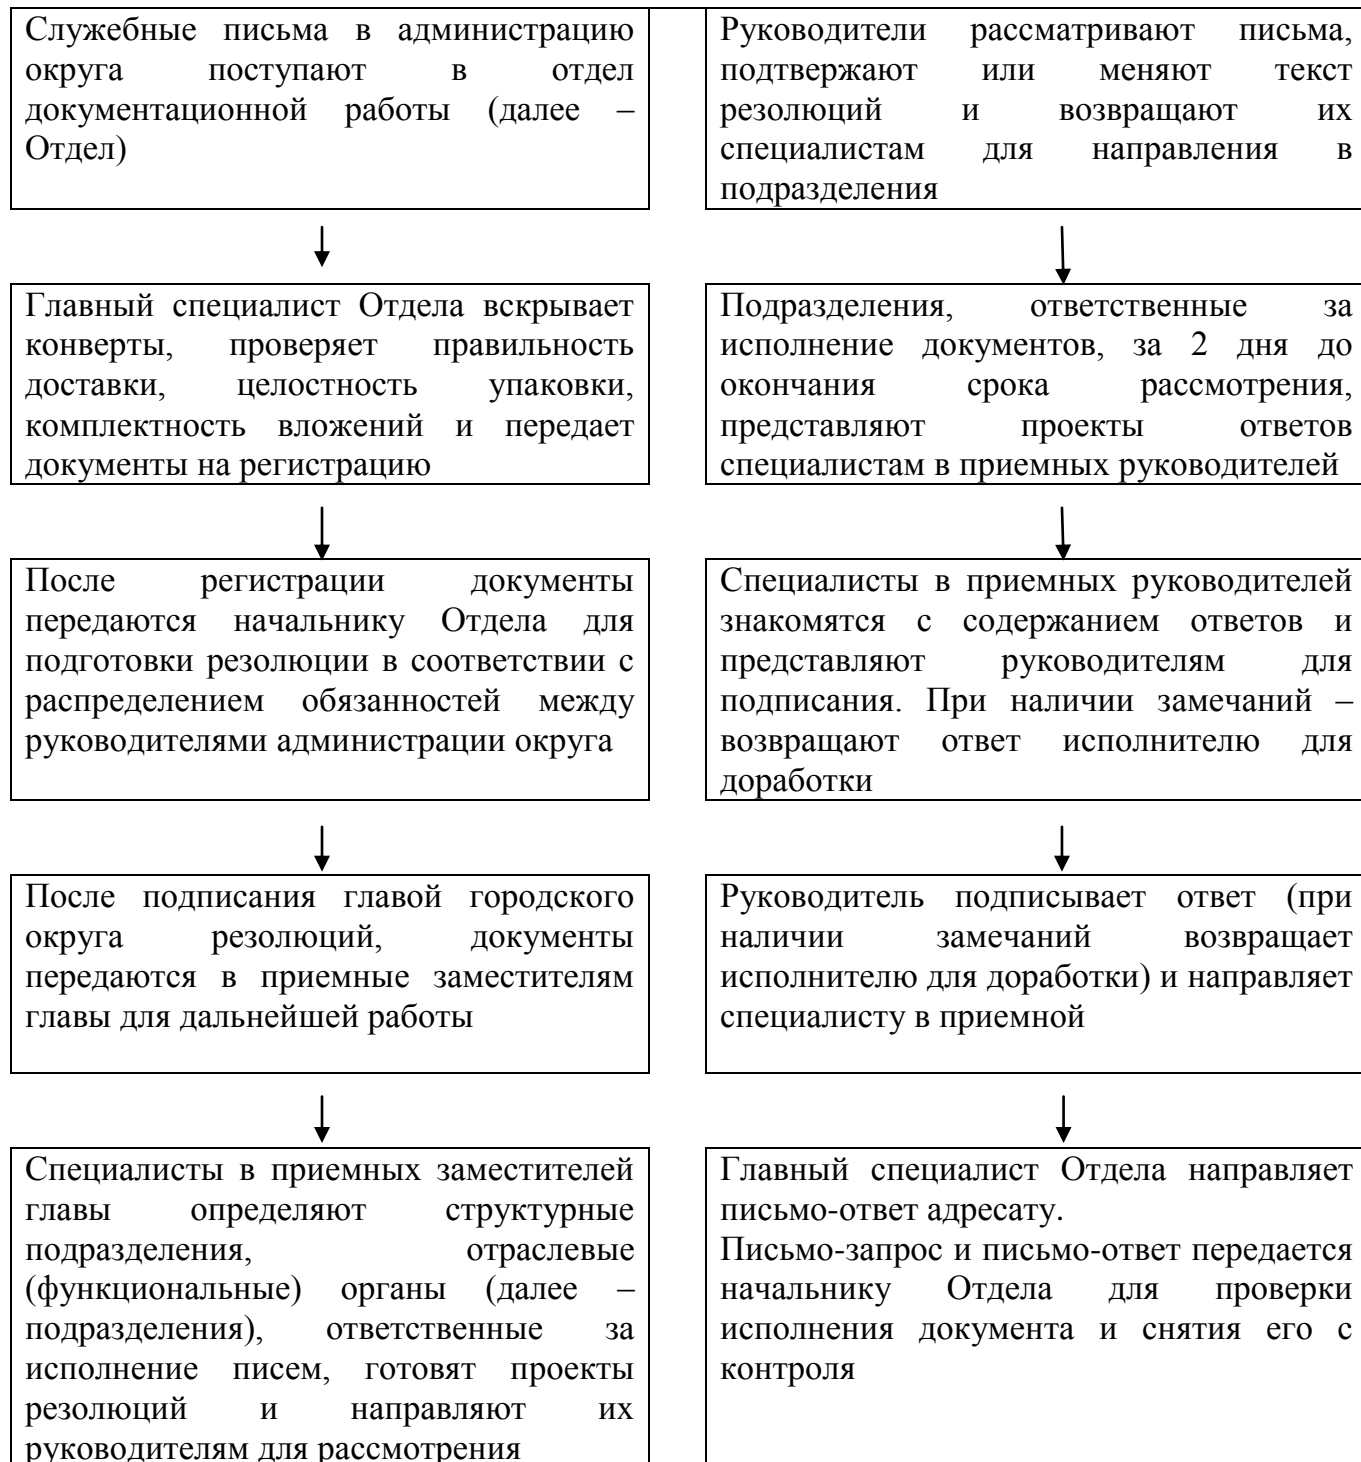 Служебные письма в администрацию
округа поступают в отдел
документационной работы (далее –
Отдел)
Главный специалист Отдела вскрывает
конверты, проверяет правильность
доставки, целостность упаковки,
комплектность вложений и передает
документы на регистрацию
После регистрации документы
передаются начальнику Отдела для
подготовки резолюции в соответствии с
распределением обязанностей между
руководителями администрации округа
После подписания главой городского
округа резолюций, документы
передаются в приемные заместителям
главы для дальнейшей работы
Специалисты в приемных заместителей
главы определяют структурные
подразделения, отраслевые
(функциональные) органы (далее –
подразделения), ответственные за
исполнение писем, готовят проекты
резолюций и направляют их
руководителям для рассмотрения
Руководители рассматривают письма,
подтвержают или меняют текст
резолюций и возвращают их
специалистам для направления в
подразделения
Подразделения, ответственные за
исполнение документов, за 2 дня до
окончания срока рассмотрения,
представляют проекты ответов
специалистам в приемных руководителей
Специалисты в приемных руководителей
знакомятся с содержанием ответов и
представляют руководителям для
подписания. При наличии замечаний –
возвращают ответ исполнителю для
доработки
Руководитель подписывает ответ (при
наличии замечаний возвращает
исполнителю для доработки) и направляет
специалисту в приемной
Главный специалист Отдела направляет
письмо-ответ адресату.
Письмо-запрос и письмо-ответ передается
начальнику Отдела для проверки
исполнения документа и снятия его с
контроля